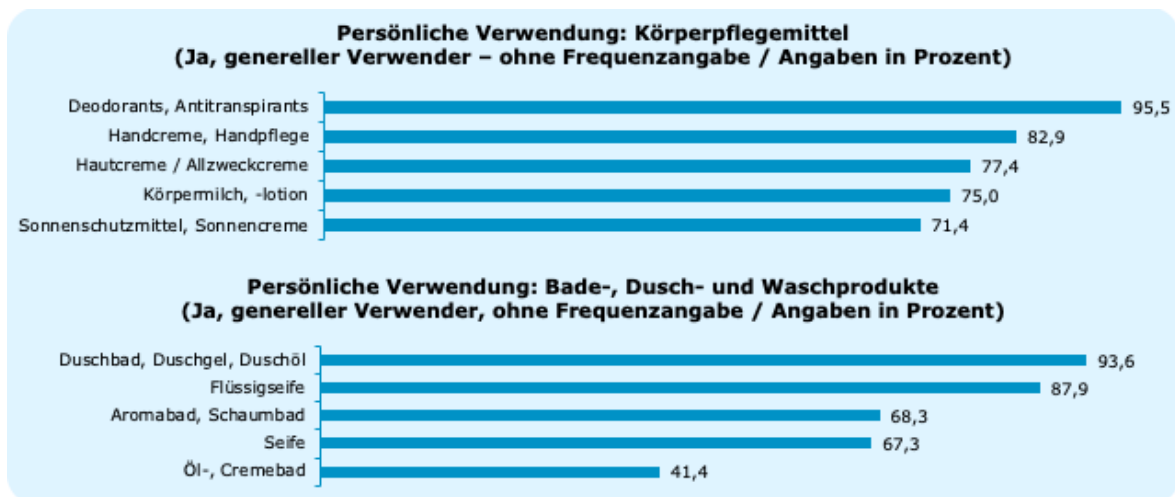 Persönliche Verwendung: Körperpflegemittel
(Ja, genereller Verwender – ohne Frequenzangabe / Angaben in Prozent)
Deodorants, Antitranspirants 95,5
Handcreme, Handpflege 82,9
Hautcreme / Allzweckcreme 77,4
Körpermilch, -lotion 75,0
Sonnenschutzmittel, Sonnencreme 71,4
Persönliche Verwendung: Bade-, Dusch- und Waschprodukte
(Ja, genereller Verwender, ohne Frequenzangabe / Angaben in Prozent)
Duschbad, Duschgel, Duschöl 93,6
Flüssigseife 87,9
Aromabad, Schaumbad 68,3
Seife 67,3
Öl-, Cremebad 41,4